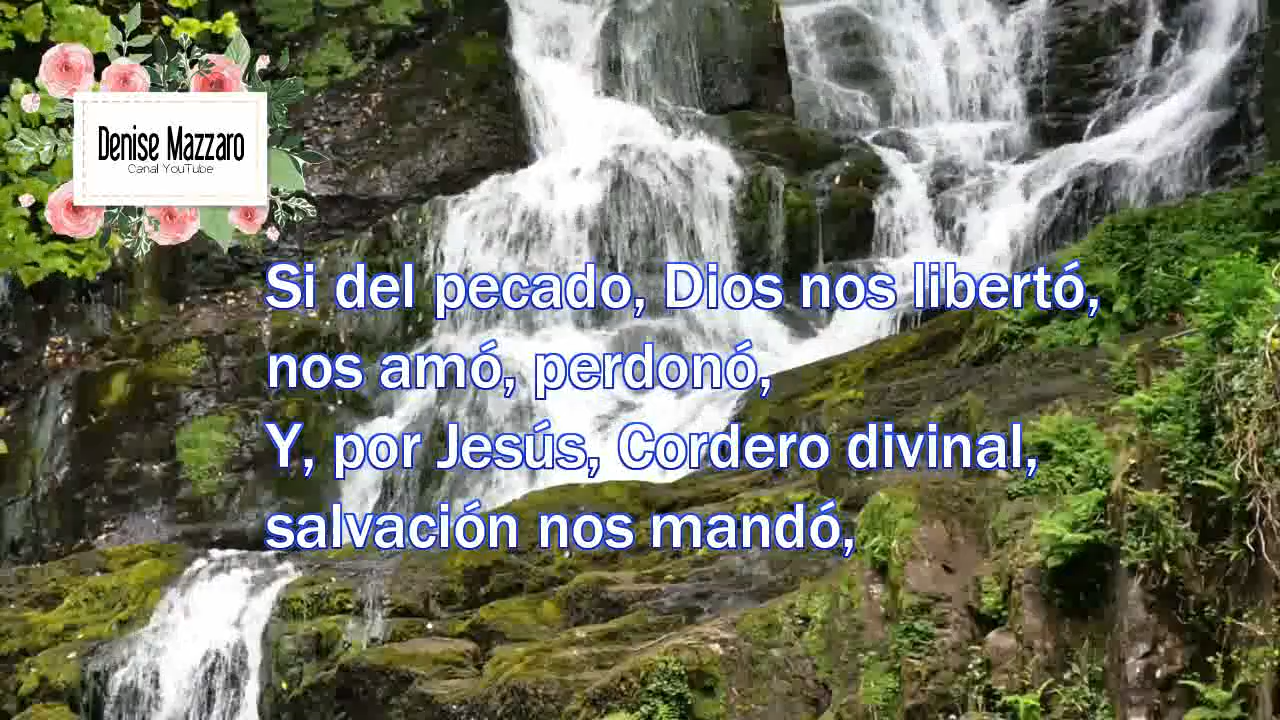 Denise Mazzaro
Canal YouTube
Si del pecado, Dios nos libertó,
nos amó, perdonó,
Y, por Jesús, Cordero divinal,
salvación nos mandó,